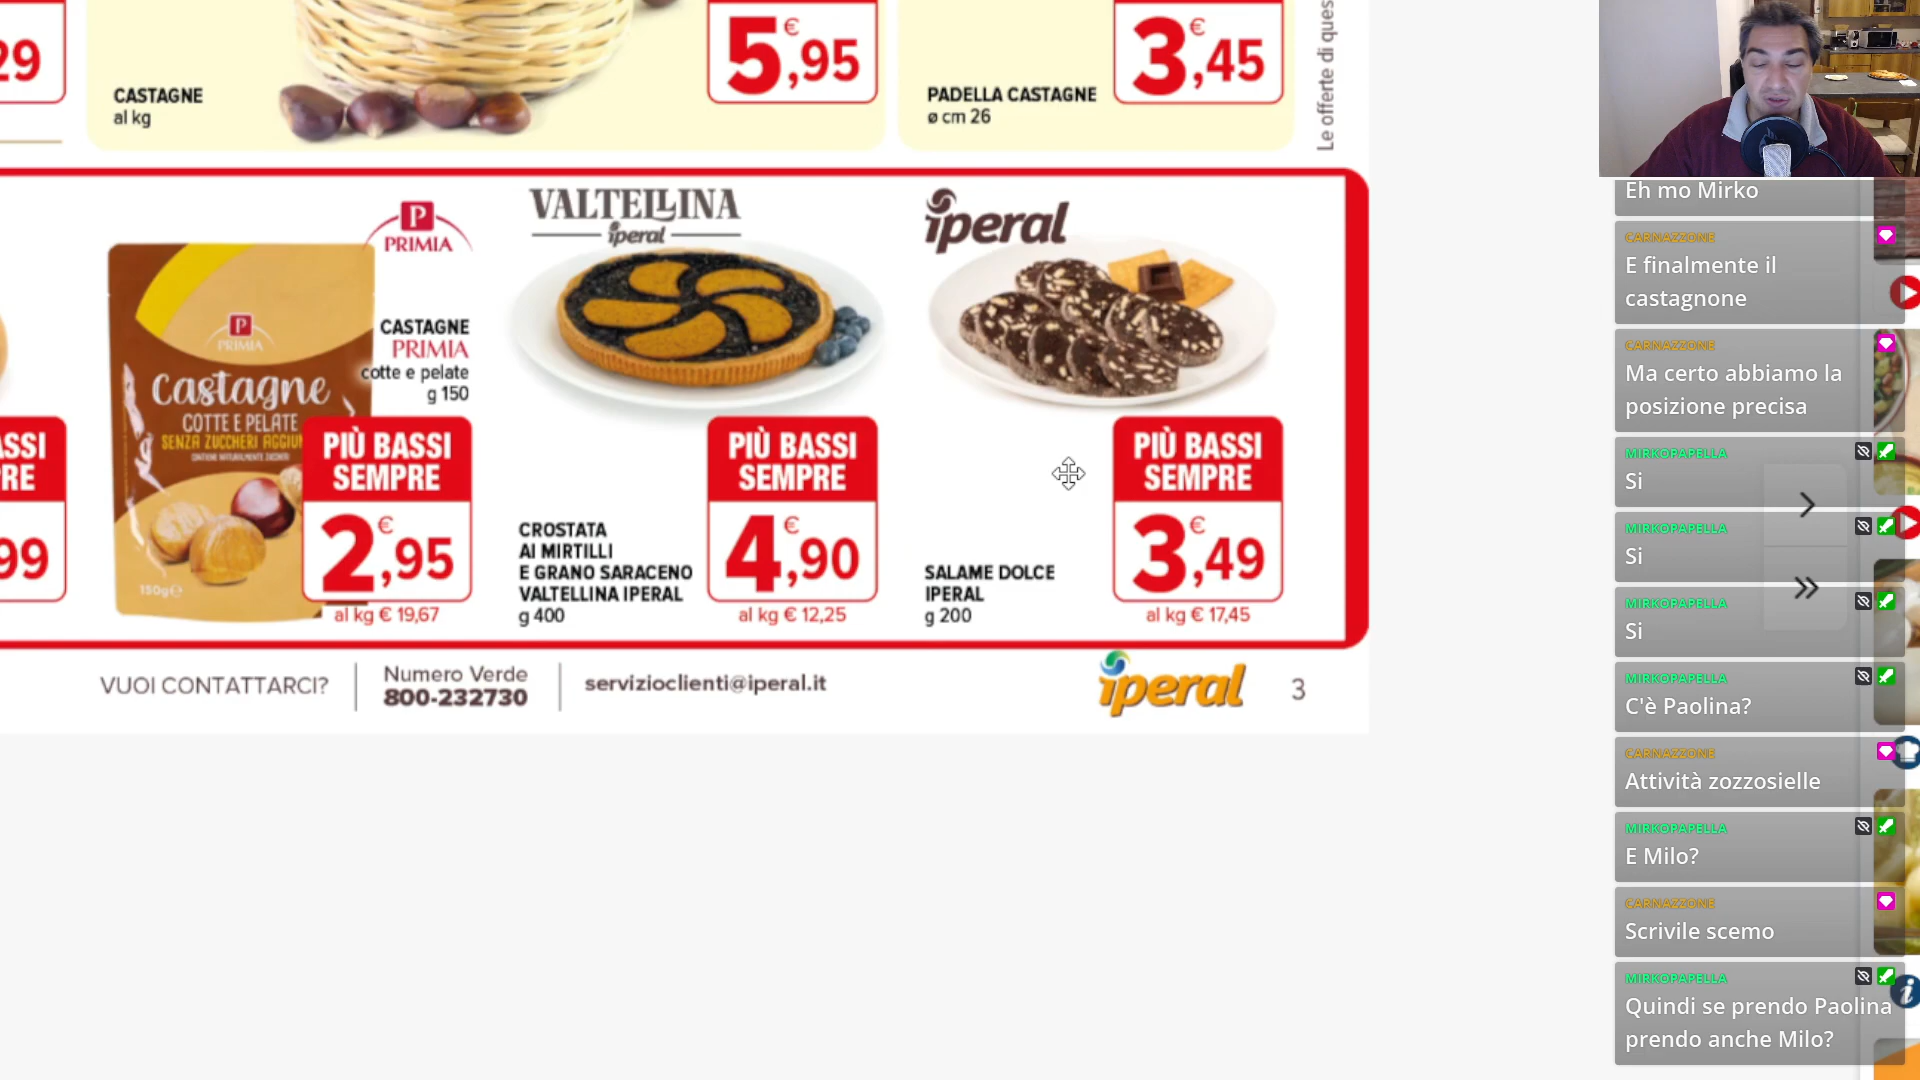 29
CASTAGNE
al kg
5,95
€
PADELLA CASTAGNE
ø cm 26
3,45
€
Le offerte di ques
ASSI
RE
99
P
PRIMIA
P
PRIMIA
Castagne
COTTE E PELATE
SENZA ZUCCHERI AGGIUN
150g e
CASTAGNE
PRIMIA
cotte e pelate
g 150
PIÙ BASSI
SEMPRE
2,95
€
al kg € 19,67
VALTELLINA
iperal
CROSTATA
AI MIRTILLI
E GRANO SARACENO
VALTELLINA IPERAL
g 400
PIÙ BASSI
SEMPRE
4,90
€
al kg € 12,25
iperal
SALAME DOLCE
IPERAL
g 200
PIÙ BASSI
SEMPRE
3,49
€
al kg € 17,45
VUOI CONTATTARCI?
Numero Verde
800-232730
servizioclienti@iperal.it
iperal
3
Eh mo Mirko
CARNAZZONE
E finalmente il
castagnone
CARNAZZONE
Ma certo abbiamo la
posizione precisa
MIRKOPAPELLA
Si
MIRKOPAPELLA
Si
MIRKOPAPELLA
Si
MIRKOPAPELLA
C'è Paolina?
CARNAZZONE
Attività zozzosielle
MIRKOPAPELLA
E Milo?
CARNAZZONE
Scrivile scemo
MIRKOPAPELLA
Quindi se prendo Paolina
prendo anche Milo?